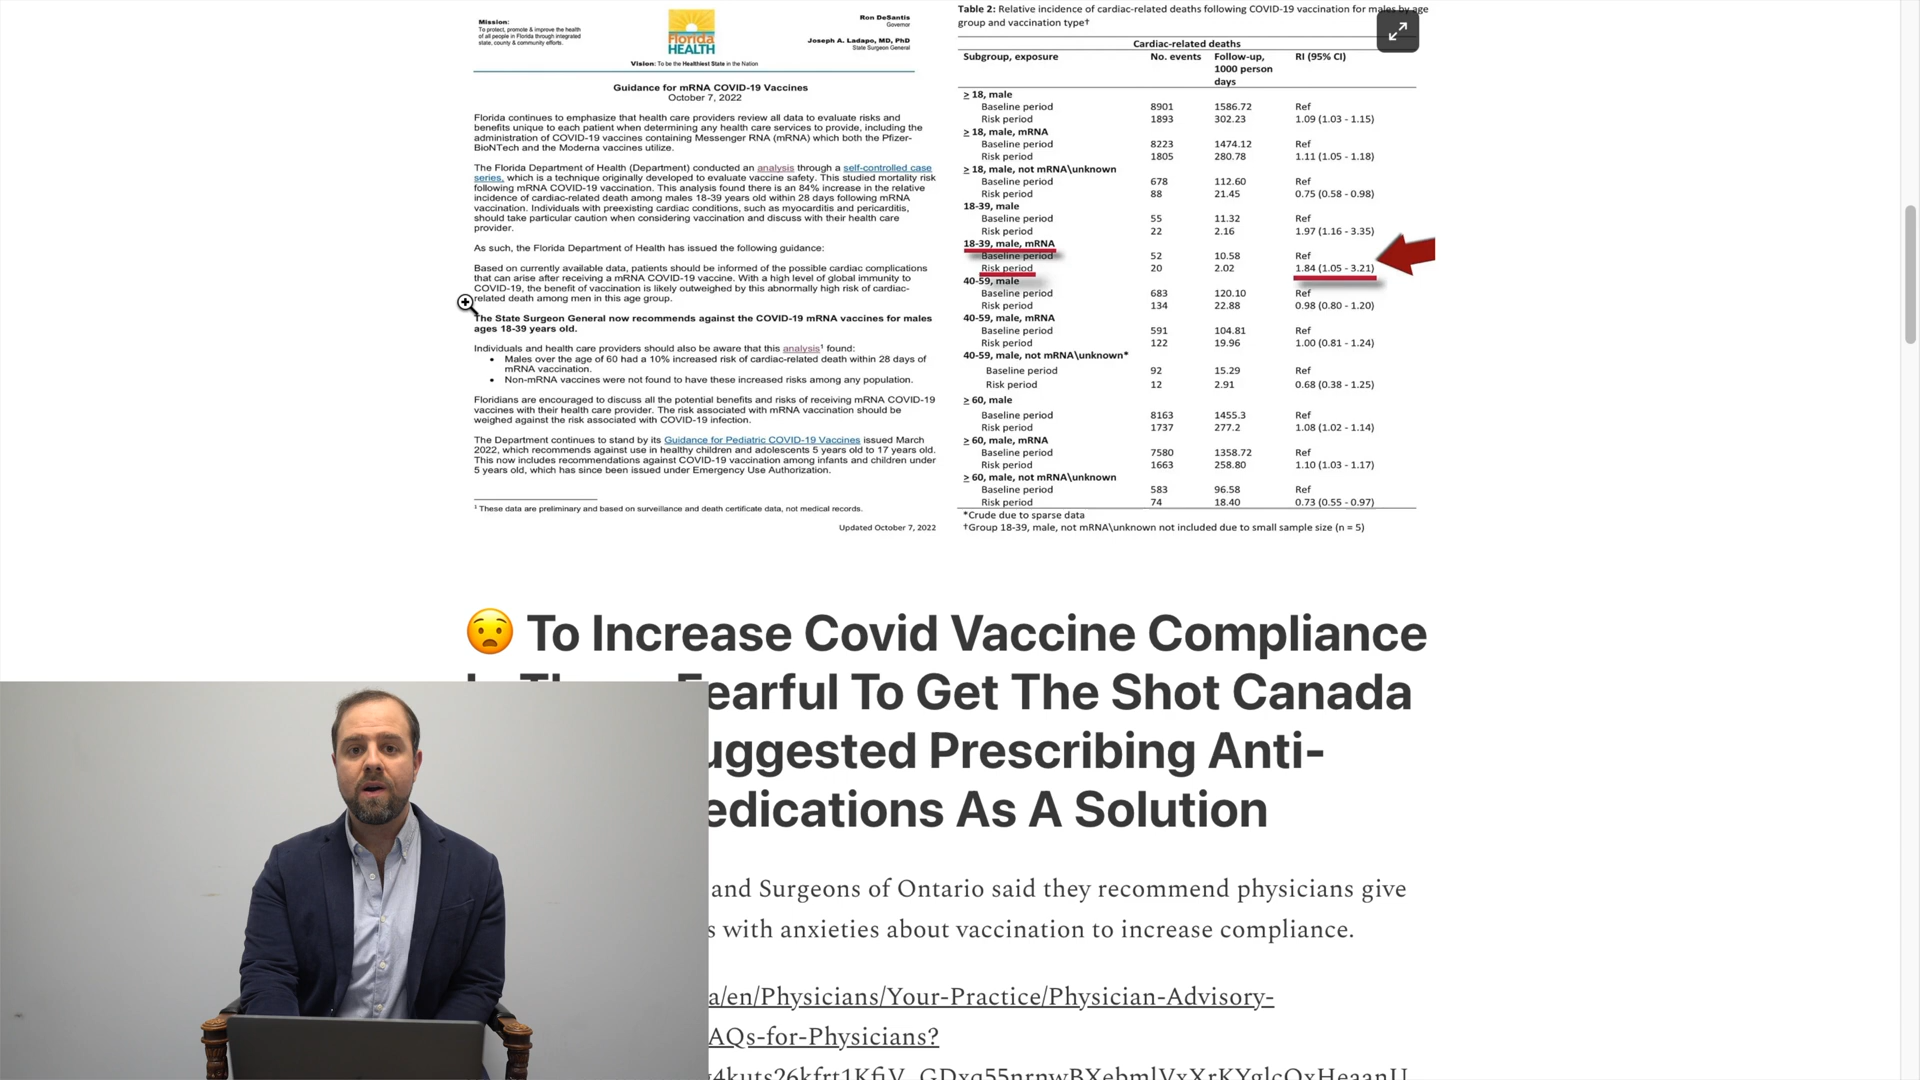 Mission:
To protect, promote & improve the health
of all people in Florida through integrated
state, county & community efforts.
Florida
HEALTH
Ron DeSantis
Governor
Joseph A. Ladapo, MD, PhD
State Surgeon General
Vision: To be the Healthiest State in the Nation
Guidance for mRNA COVID-19 Vaccines
October 7, 2022
Florida continues to emphasize that health care providers review all data to evaluate risks and
benefits unique to each patient when determining any health care services to provide, including the
administration of COVID-19 vaccines containing Messenger RNA (mRNA) which both the Pfizer-
BioNTech and the Moderna vaccines utilize.
The Florida Department of Health (Department) conducted an analysis through a self-controlled case
series, which is a technique originally developed to evaluate vaccine safety. This studied mortality risk
following mRNA COVID-19 vaccination. This analysis found there is an 84% increase in the relative
incidence of cardiac-related death among males 18-39 years old within 28 days following mRNA
vaccination. Individuals with preexisting cardiac conditions, such as myocarditis and pericarditis,
should take particular caution when considering vaccination and discuss with their health care
provider.
As such, the Florida Department of Health has issued the following guidance:
Based on currently available data, patients should be informed of the possible cardiac complications
that can arise after receiving a mRNA COVID-19 vaccine. With a high level of global immunity to
COVID-19, the benefit of vaccination is likely outweighed by this abnormally high risk of cardiac-
related death among men in this age group.
The State Surgeon General now recommends against the COVID-19 mRNA vaccines for males
ages 18-39 years old.
Individuals and health care providers should also be aware that this analysis¹ found:
• Males over the age of 60 had a 10% increased risk of cardiac-related death within 28 days of
mRNA vaccination.
• Non-mRNA vaccines were not found to have these increased risks among any population.
Floridians are encouraged to discuss all the potential benefits and risks of receiving mRNA COVID-19
vaccines with their health care provider. The risk associated with mRNA vaccination should be
weighed against the risk associated with COVID-19 infection.
The Department continues to stand by its Guidance for Pediatric COVID-19 Vaccines issued March
2022, which recommends against use in healthy children and adolescents 5 years old to 17 years old.
This now includes recommendations against COVID-19 vaccination among infants and children under
5 years old, which has since been issued under Emergency Use Authorization.
¹ These data are preliminary and based on surveillance and death certificate data, not medical records.
Updated October 7, 2022
Table 2: Relative incidence of cardiac-related deaths following COVID-19 vaccination for males by age
group and vaccination type†
Cardiac-related deaths
Subgroup, exposure No. events Follow-up, RI (95% CI)
1000 person
days
≥ 18, male
Baseline period 8901 1586.72 Ref
Risk period 1893 302.23 1.09 (1.03 - 1.15)
≥ 18, male, mRNA
Baseline period 8223 1474.12 Ref
Risk period 1805 280.78 1.11 (1.05 - 1.18)
≥ 18, male, not mRNA\unknown
Baseline period 678 112.60 Ref
Risk period 88 21.45 0.75 (0.58 - 0.98)
18-39, male
Baseline period 55 11.32 Ref
Risk period 22 2.16 1.97 (1.16 - 3.35)
18-39, male, mRNA
Baseline period 52 10.58 Ref
Risk period 20 2.02 1.84 (1.05 - 3.21)
40-59, male
Baseline period 683 120.10 Ref
Risk period 134 22.88 0.98 (0.80 - 1.20)
40-59, male, mRNA
Baseline period 591 104.81 Ref
Risk period 122 19.96 1.00 (0.81 - 1.24)
40-59, male, not mRNA\unknown*
Baseline period 92 15.29 Ref
Risk period 12 2.91 0.68 (0.38 - 1.25)
≥ 60, male
Baseline period 8163 1455.3 Ref
Risk period 1737 277.2 1.08 (1.02 - 1.14)
≥ 60, male, mRNA
Baseline period 7580 1358.72 Ref
Risk period 1663 258.80 1.10 (1.03 - 1.17)
≥ 60, male, not mRNA\unknown
Baseline period 583 96.58 Ref
Risk period 74 18.40 0.73 (0.55 - 0.97)
*Crude due to sparse data
†Group 18-39, male, not mRNA\unknown not included due to small sample size (n = 5)
😧 To Increase Covid Vaccine Compliance
earful To Get The Shot Canada
uggested Prescribing Anti-
edications As A Solution
and Surgeons of Ontario said they recommend physicians give
s with anxieties about vaccination to increase compliance.
a/en/Physicians/Your-Practice/Physician-Advisory-
AQs-for-Physicians?